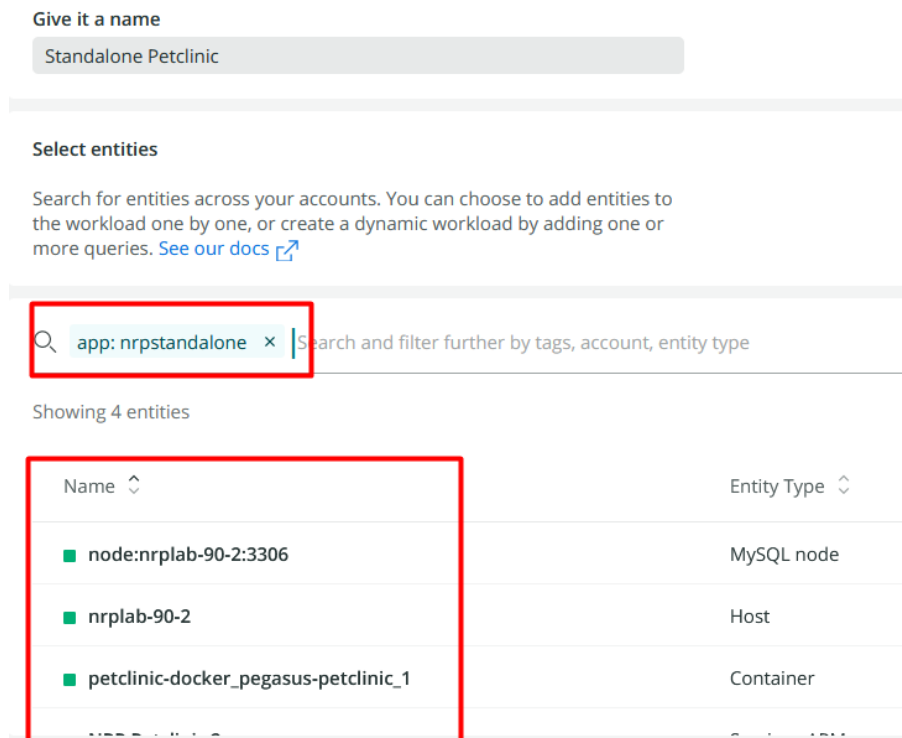 Give it a name
Standalone Petclinic
Select entities
Search for entities across your accounts. You can choose to add entities to
the workload one by one, or create a dynamic workload by adding one or
more queries. See our docs
app: nrpstandalone × Search and filter further by tags, account, entity type
Showing 4 entities
Name Entity Type
node:nrplab-90-2:3306 MySQL node
nrplab-90-2 Host
petclinic-docker_pegasus-petclinic_1 Container